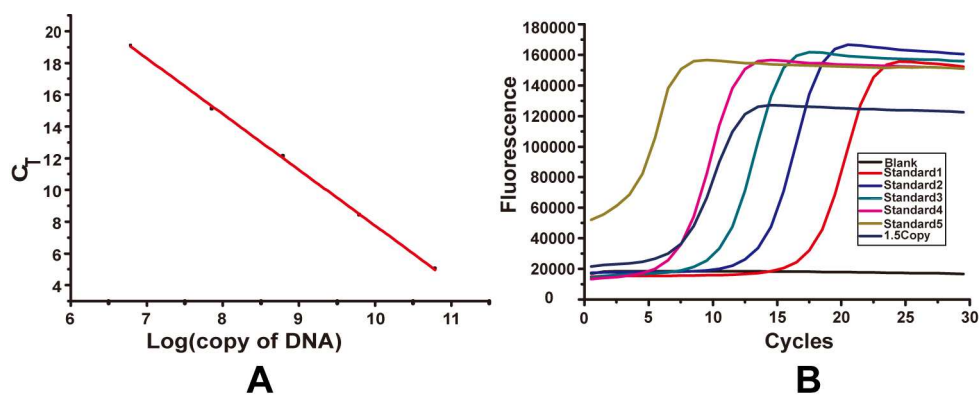 20
18
16
14
12
10
8
6
4
C_T
6 7 8 9 10 11
Log(copy of DNA)
A
180000
160000
140000
120000
100000
80000
60000
40000
20000
0
Fluorescence
Blank
Standard1
Standard2
Standard3
Standard4
Standard5
1.5Copy
0 5 10 15 20 25 30
Cycles
B